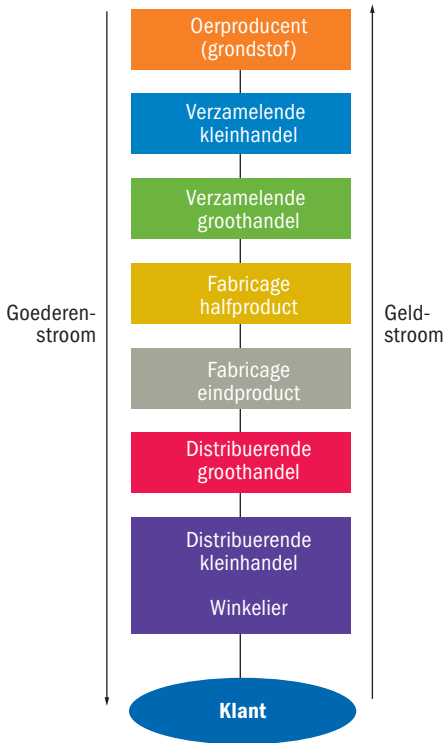 Oerproducent
(grondstof)
Verzamelende
kleinhandel
Verzamelende
groothandel
Fabricage
halfproduct
Goederen-
stroom
Geld-
stroom
Fabricage
eindproduct
Distribuerende
groothandel
Distribuerende
kleinhandel
Winkelier
Klant